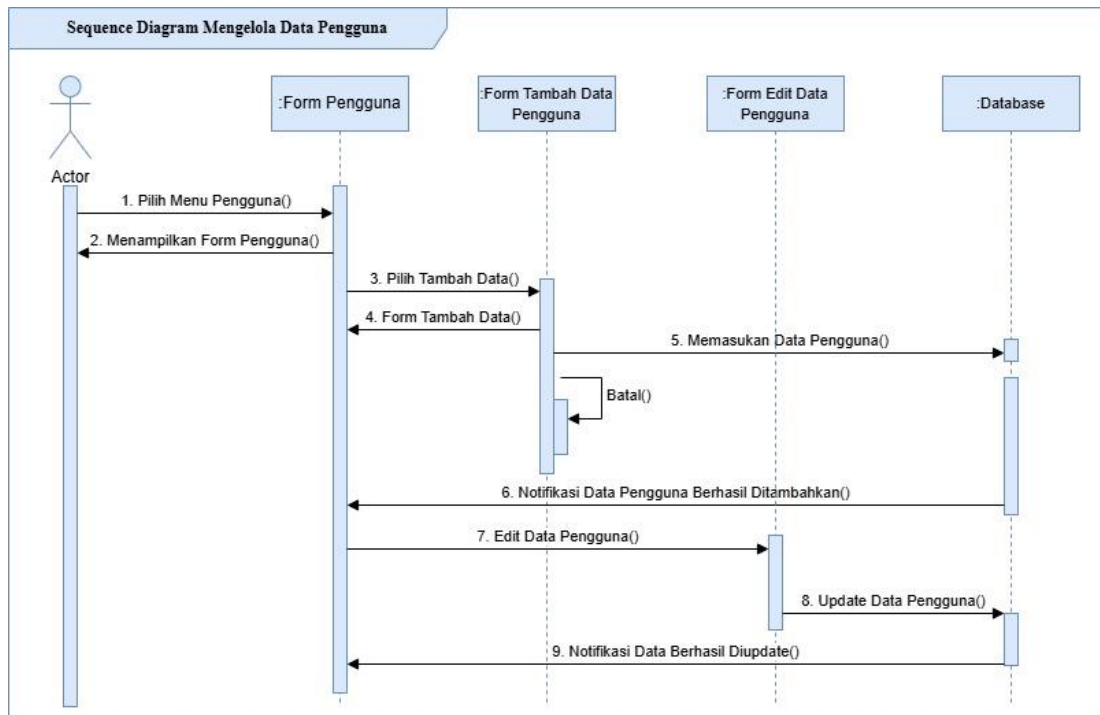 Sequence Diagram Mengelola Data Pengguna
:Form Pengguna
:Form Tambah Data
Pengguna
:Form Edit Data
Pengguna
:Database
Actor
1. Pilih Menu Pengguna()
2. Menampilkan Form Pengguna()
3. Pilih Tambah Data()
4. Form Tambah Data()
5. Memasukan Data Pengguna()
Batal()
6. Notifikasi Data Pengguna Berhasil Ditambahkan()
7. Edit Data Pengguna()
8. Update Data Pengguna()
9. Notifikasi Data Berhasil Diupdate()